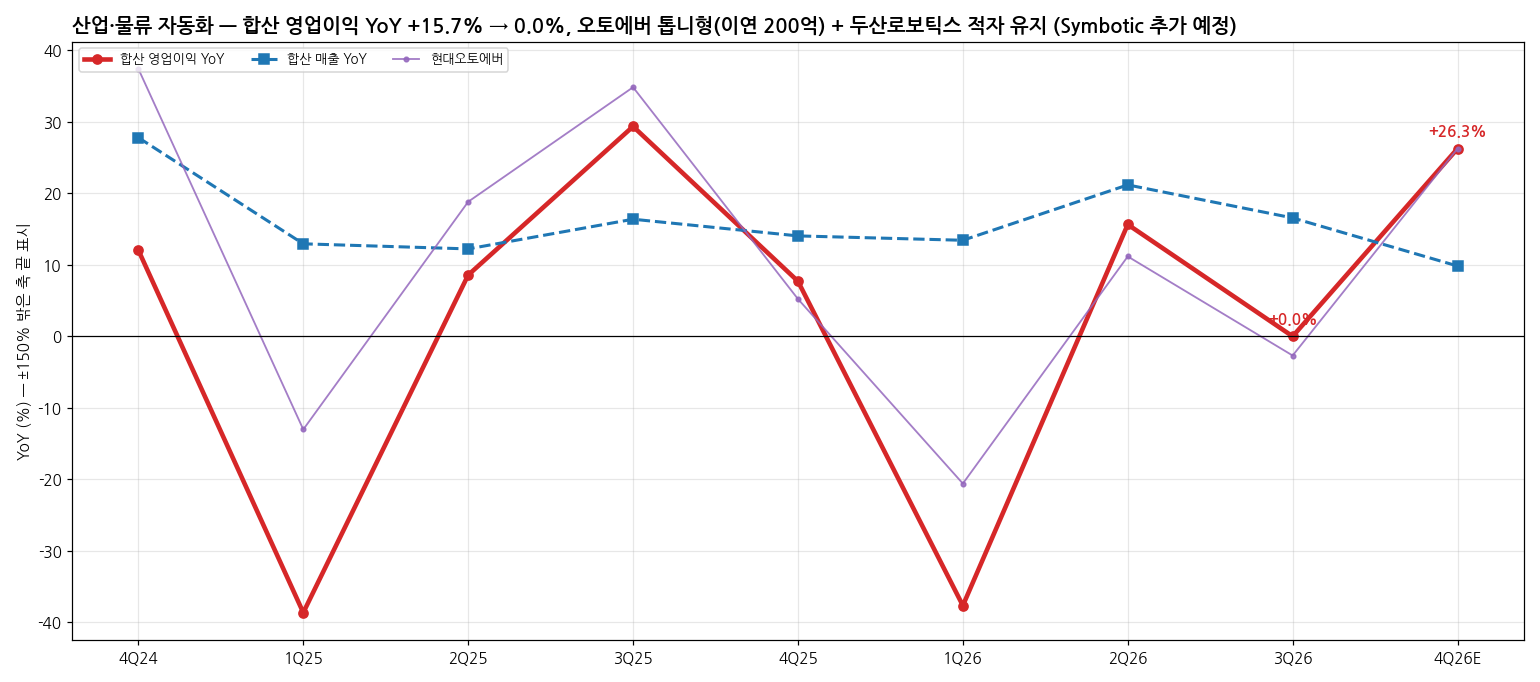 산업·물류 자동화 — 합산 영업이익 YoY +15.7% → 0.0%, 오토에버 톱니형(이연 200억) + 두산로보틱스 적자 유지 (Symbotic 추가 예정)
합산 영업이익 YoY
합산 매출 YoY
현대오토에버
YoY (%) — ±150% 밖은 축 끝 표시
40
30
20
10
0
-10
-20
-30
-40
+0.0%
+26.3%
4Q24
1Q25
2Q25
3Q25
4Q25
1Q26
2Q26
3Q26
4Q26E